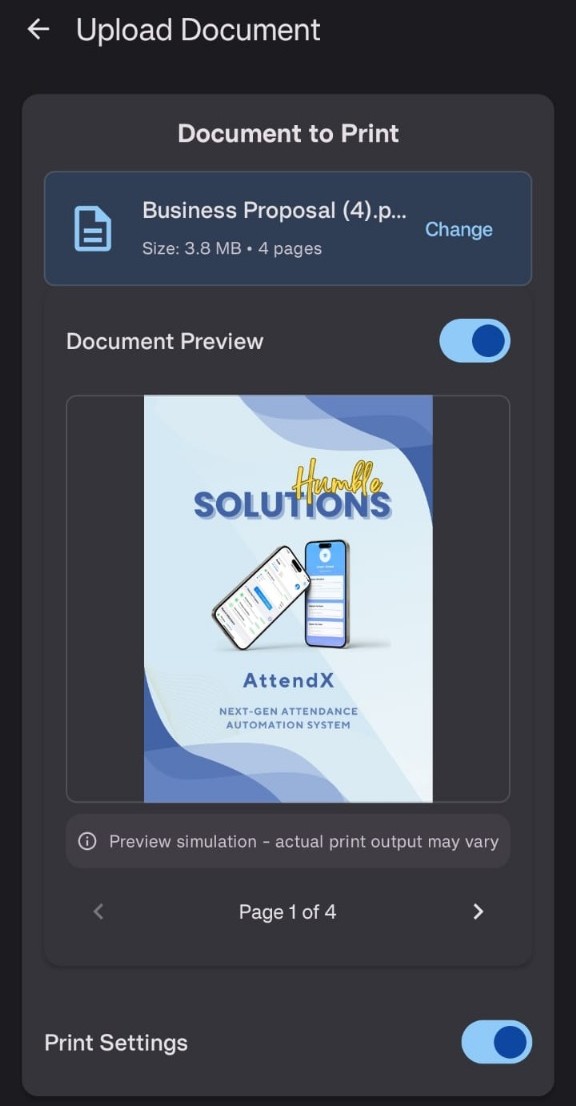 Upload Document
Document to Print
Business Proposal (4).p...
Change
Size: 3.8 MB • 4 pages
Document Preview
Humble
SOLUTIONS
AttendX
NEXT-GEN ATTENDANCE
AUTOMATION SYSTEM
Preview simulation - actual print output may vary
Page 1 of 4
Print Settings